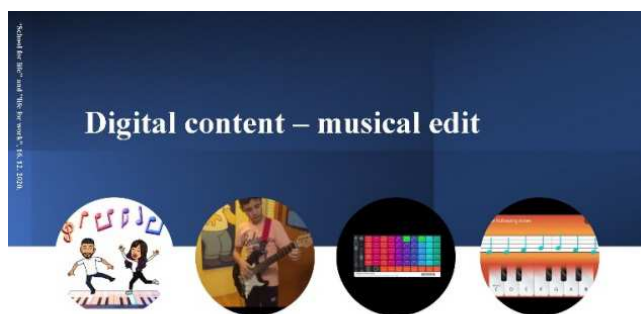 Digital content – musical edit
"School for life" and "life for work", 16. 12. 2020.